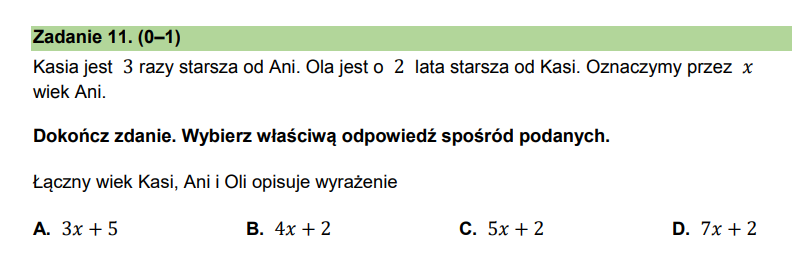 Zadanie 11. (0–1)
Kasia jest 3 razy starsza od Ani. Ola jest o 2 lata starsza od Kasi. Oznaczymy przez x
wiek Ani.
Dokończ zdanie. Wybierz właściwą odpowiedź spośród podanych.
Łączny wiek Kasi, Ani i Oli opisuje wyrażenie
A. 3x + 5 B. 4x + 2 C. 5x + 2 D. 7x + 2